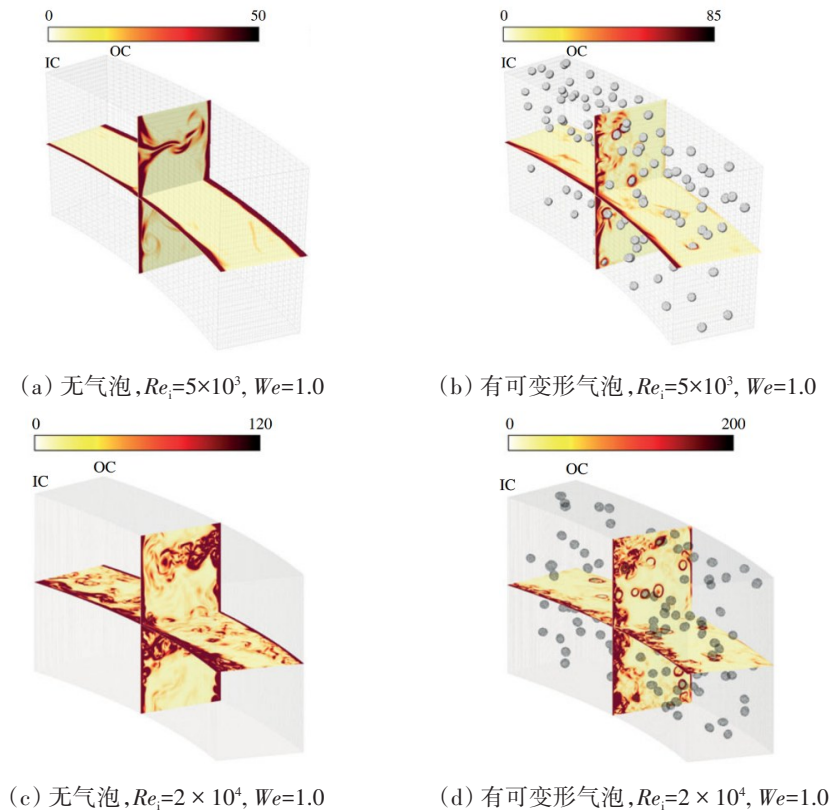 0 50
OC
IC
0 85
OC
IC
(a) 无气泡,Reᵢ=5×10³, We=1.0
(b) 有可变形气泡,Reᵢ=5×10³, We=1.0
0 120
OC
IC
0 200
OC
IC
(c) 无气泡,Reᵢ=2×10⁴, We=1.0
(d) 有可变形气泡,Reᵢ=2×10⁴, We=1.0